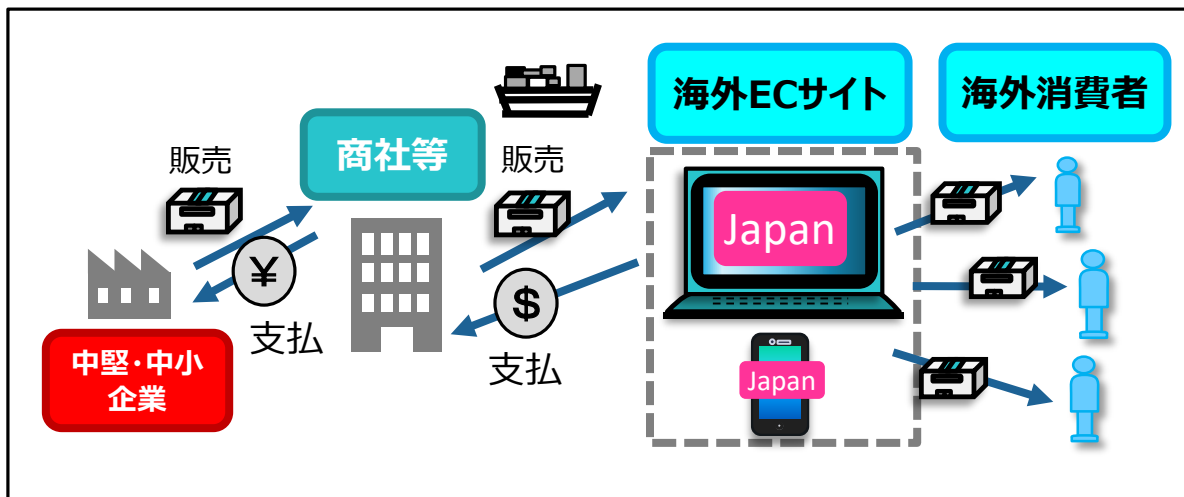 海外ECサイト
海外消費者
商社等
販売
販売
Japan
¥
$
支払
支払
中堅・中小
企業
Japan